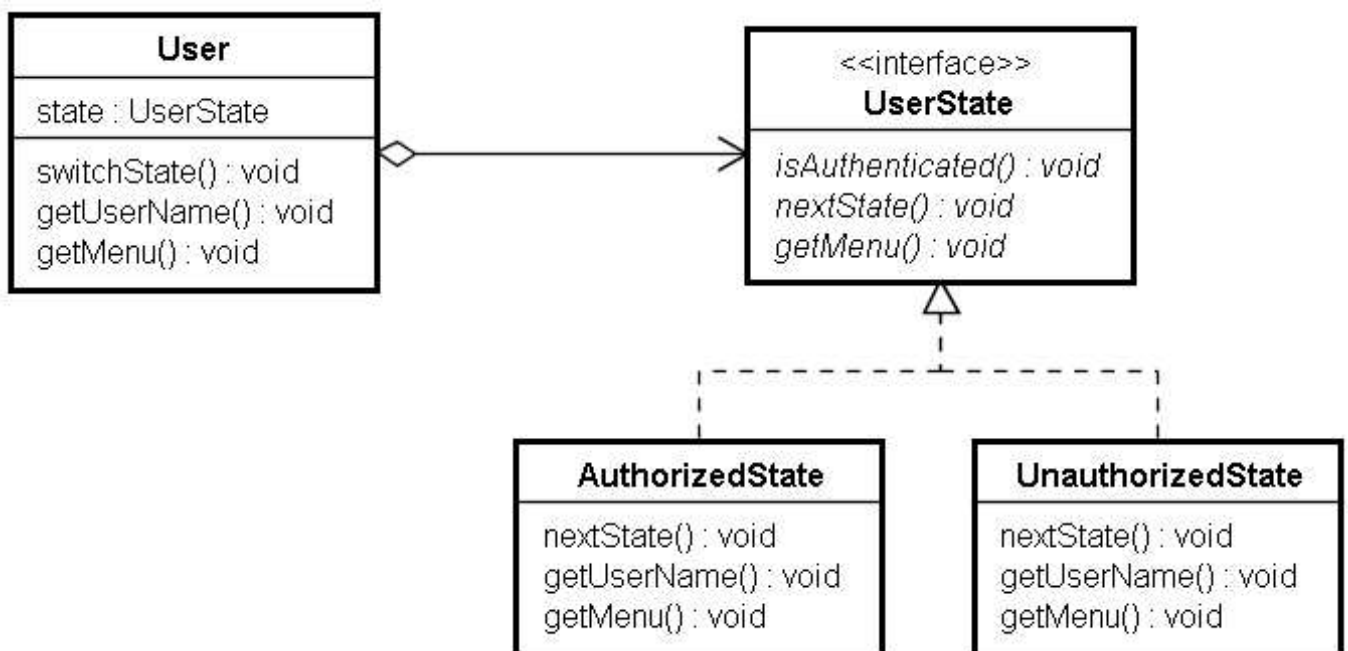 User
state : UserState
switchState() : void
getUserName() : void
getMenu() : void
<<interface>>
UserState
isAuthenticated() : void
nextState() : void
getMenu() : void
AuthorizedState
nextState() : void
getUserName() : void
getMenu() : void
UnauthorizedState
nextState() : void
getUserName() : void
getMenu() : void